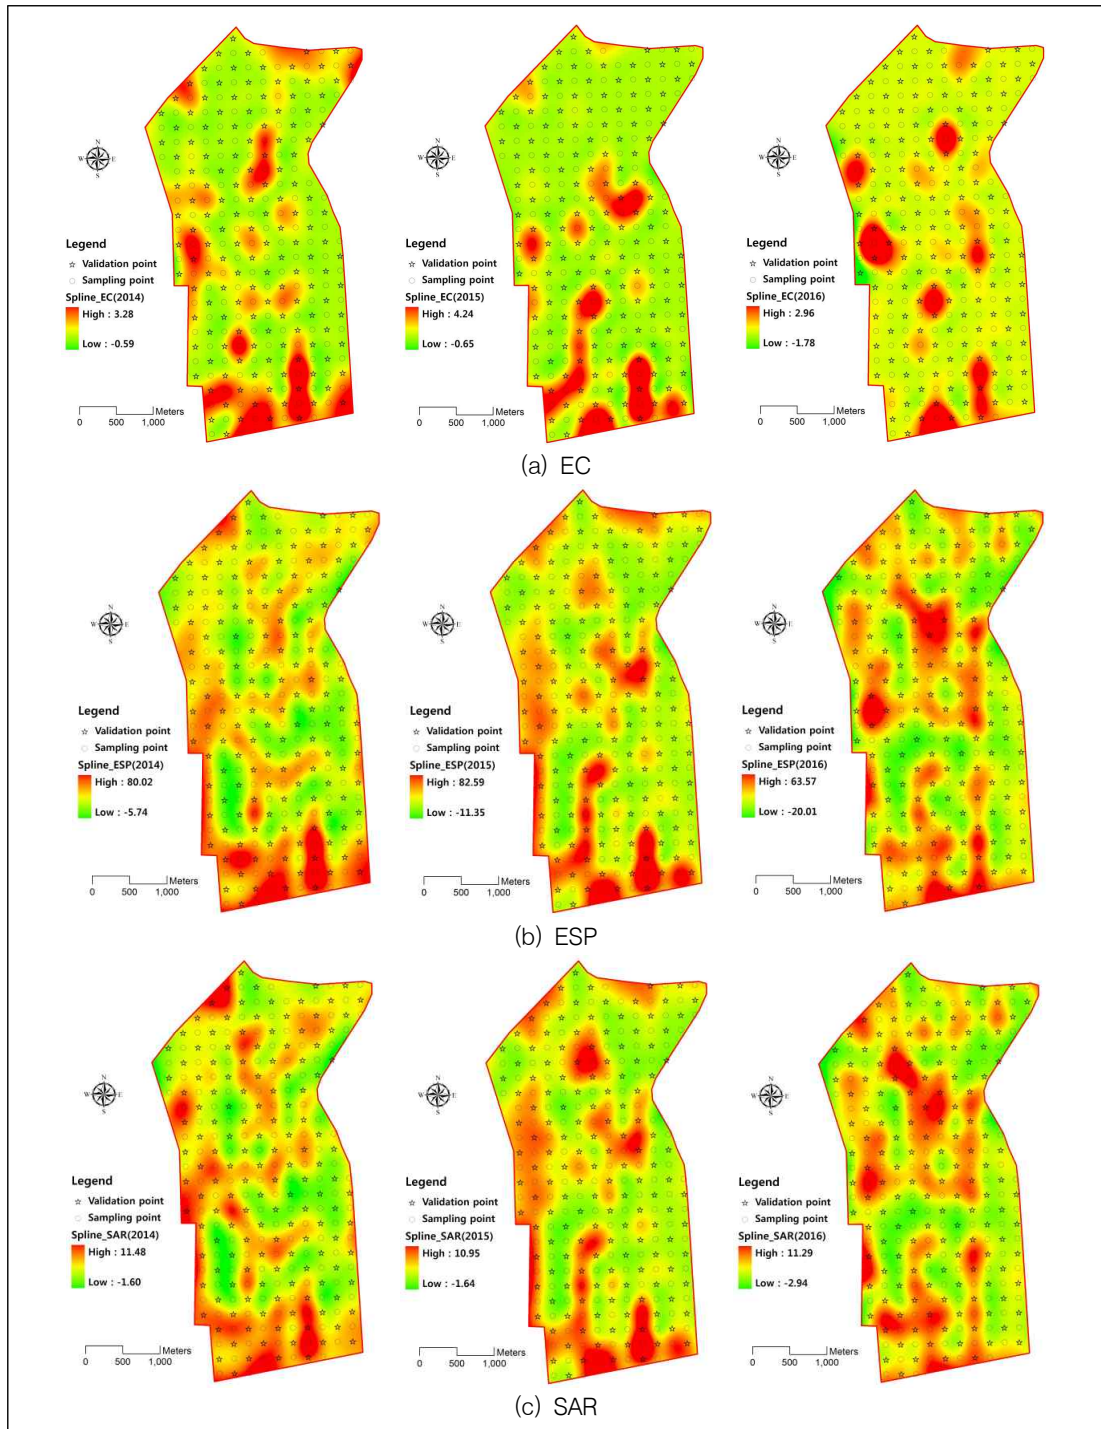 N
W E
S
Legend
Validation point
Sampling point
Spline_EC(2014)
High : 3.28
Low : -0.59
0 500 1,000 Meters
N
W E
S
Legend
Validation point
Sampling point
Spline_EC(2015)
High : 4.24
Low : -0.65
0 500 1,000 Meters
N
W E
S
Legend
Validation point
Sampling point
Spline_EC(2016)
High : 2.96
Low : -1.78
0 500 1,000 Meters
(a) EC
N
W E
S
Legend
Validation point
Sampling point
Spline_ESP(2014)
High : 80.02
Low : -5.74
0 500 1,000 Meters
N
W E
S
Legend
Validation point
Sampling point
Spline_ESP(2015)
High : 82.59
Low : -11.35
0 500 1,000 Meters
N
W E
S
Legend
Validation point
Sampling point
Spline_ESP(2016)
High : 63.57
Low : -20.01
0 500 1,000 Meters
(b) ESP
N
W E
S
Legend
Validation point
Sampling point
Spline_SAR(2014)
High : 11.48
Low : -1.60
0 500 1,000 Meters
N
W E
S
Legend
Validation point
Sampling point
Spline_SAR(2015)
High : 10.95
Low : -1.64
0 500 1,000 Meters
N
W E
S
Legend
Validation point
Sampling point
Spline_SAR(2016)
High : 11.29
Low : -2.94
0 500 1,000 Meters
(c) SAR